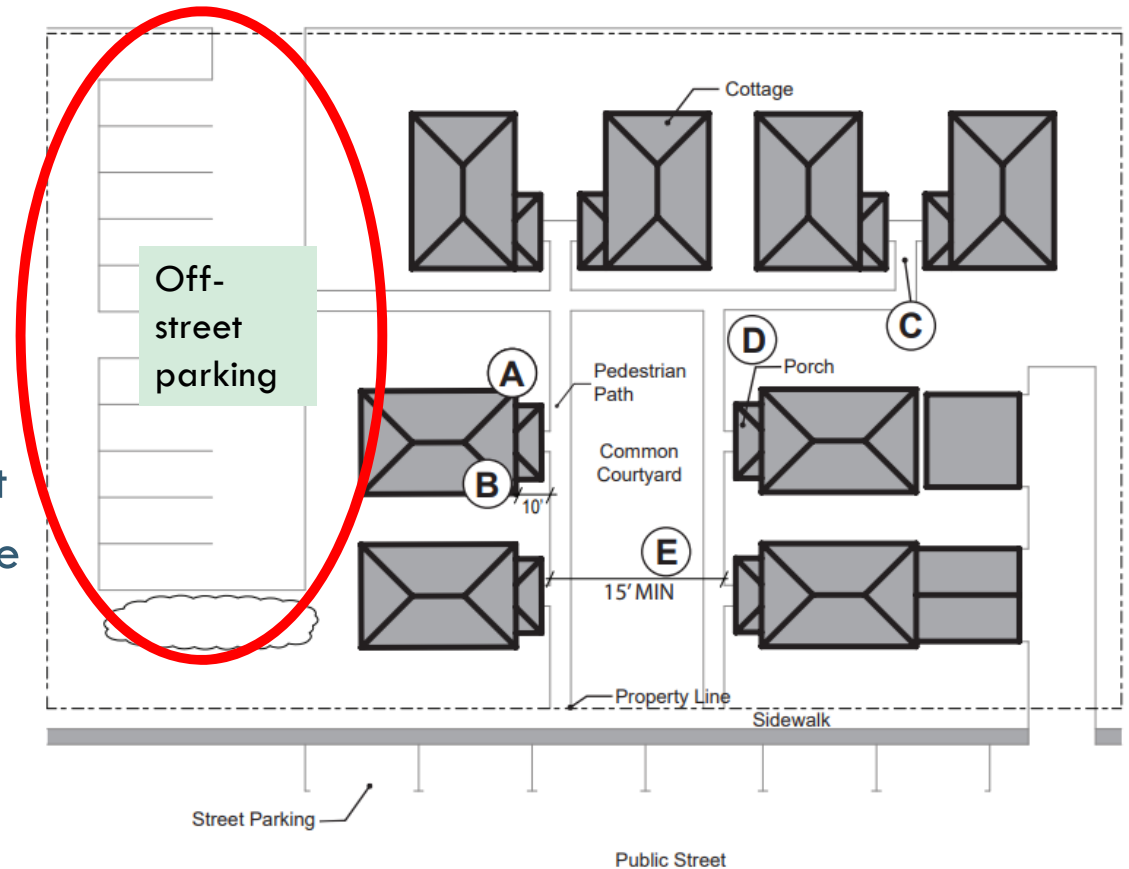 Cottage
Off-
street
parking
C
D
A
Porch
Pedestrian
Path
Common
Courtyard
B
10'
t
e
E
15' MIN
Property Line
Sidewalk
Street Parking
Public Street